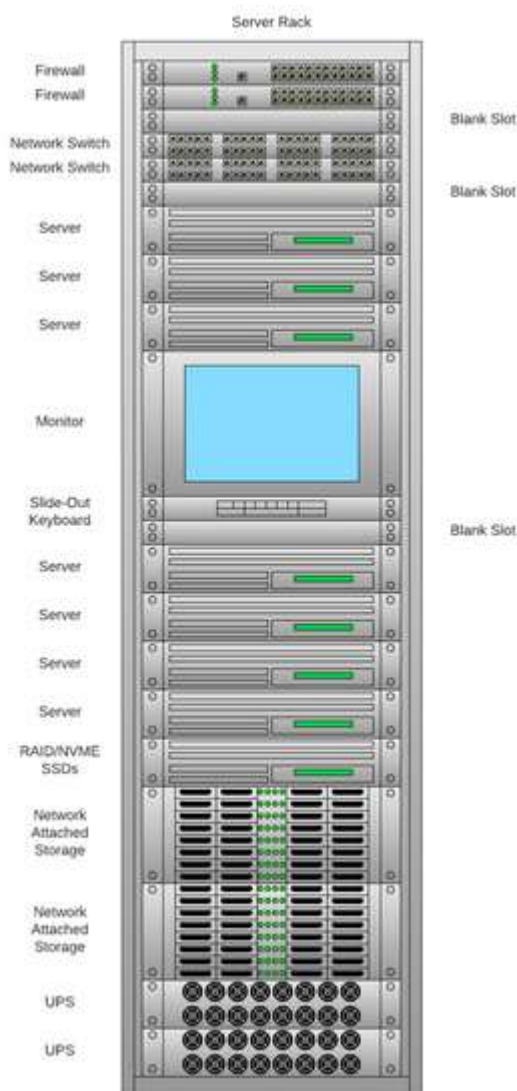 Server Rack
Firewall
Firewall
Blank Slot
Network Switch
Network Switch
Blank Slot
Server
Server
Server
Monitor
Slide-Out
Keyboard
Blank Slot
Server
Server
Server
Server
RAID/NVME
SSDs
Network
Attached
Storage
Network
Attached
Storage
UPS
UPS